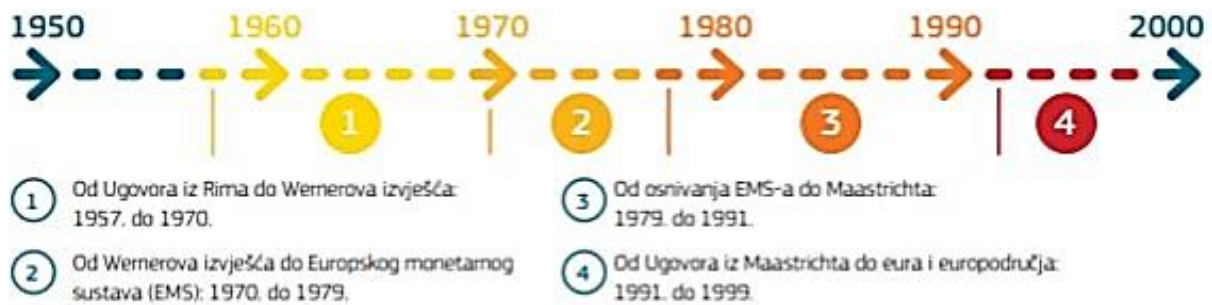 1950 1960 1970 1980 1990 2000
1 2 3 4
1 Od Ugovora iz Rima do Wernerova izvješća:
1957. do 1970.
2 Od Wernerova izvješća do Europskog monetarnog
sustava (EMS): 1970. do 1979.
3 Od osnivanja EMS-a do Maastrichta:
1979. do 1991.
4 Od Ugovora iz Maastrichta do eura i europodručja:
1991. do 1999.